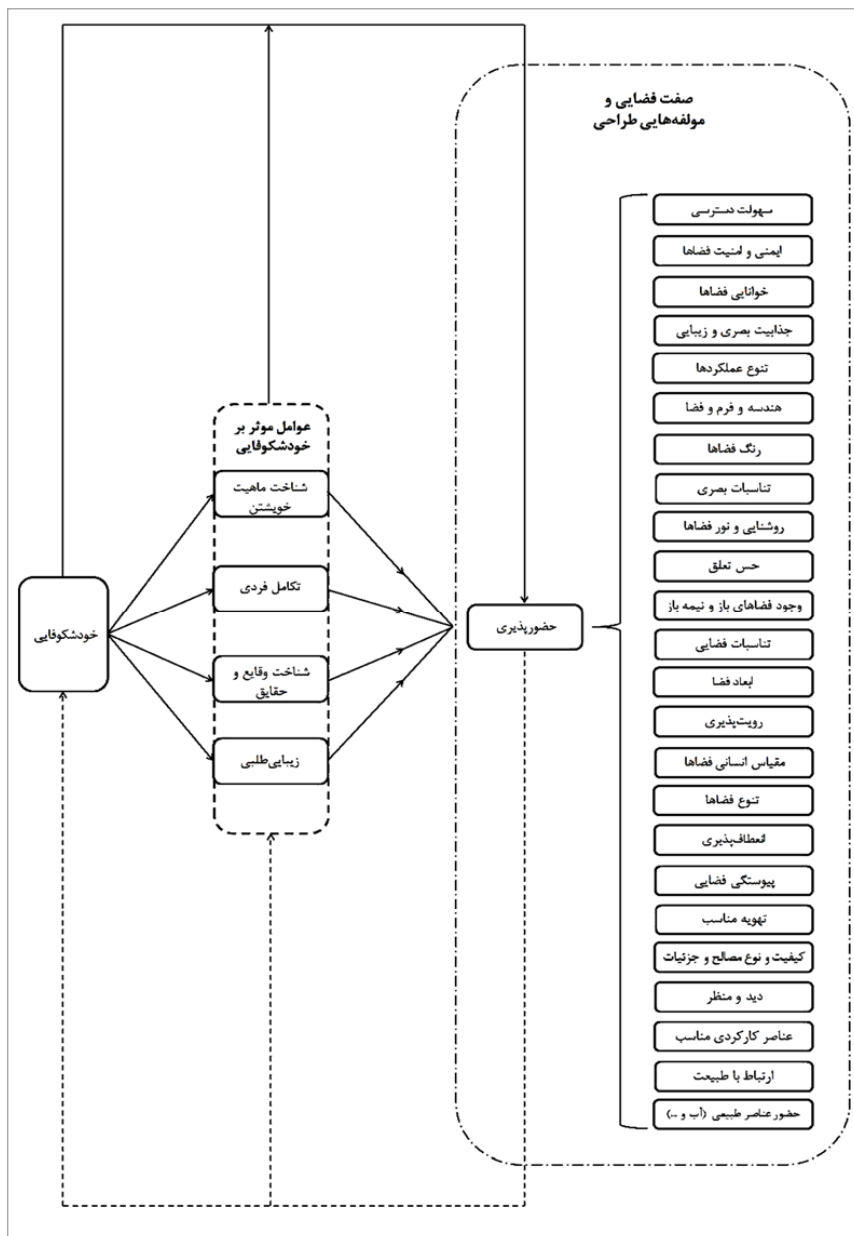 صفت فضایی و
مولفه‌هایی طراحی
سهولت دسترسی
ایمنی و امنیت فضاها
خوانایی فضاها
جذابیت بصری و زیبایی
تنوع عملکردها
هندسه و فرم و فضا
رنگ فضاها
تناسبات بصری
روشنایی و نور فضاها
حس تعلق
وجود فضاهای باز و نیمه باز
تناسبات فضایی
ابعاد فضا
رویت‌پذیری
مقیاس انسانی فضاها
تنوع فضاها
انعطاف‌پذیری
پیوستگی فضایی
تهویه مناسب
کیفیت و نوع مصالح و جزئیات
دید و منظر
عناصر کارکردی مناسب
ارتباط با طبیعت
حضور عناصر طبیعی (آب و ...)
حضورپذیری
عوامل موثر بر
خودشکوفایی
شناخت ماهیت
خویشتن
تکامل فردی
شناخت وقایع و
حقایق
زیبایی‌طلبی
خودشکوفایی